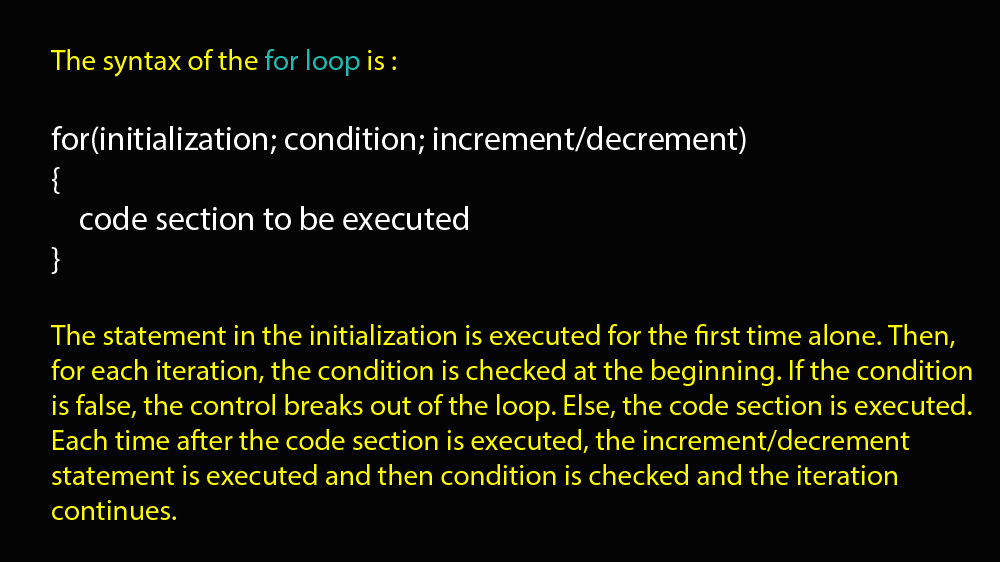 The syntax of the for loop is :
for(initialization; condition; increment/decrement)
{
code section to be executed
}
The statement in the initialization is executed for the first time alone. Then,
for each iteration, the condition is checked at the beginning. If the condition
is false, the control breaks out of the loop. Else, the code section is executed.
Each time after the code section is executed, the increment/decrement
statement is executed and then condition is checked and the iteration
continues.